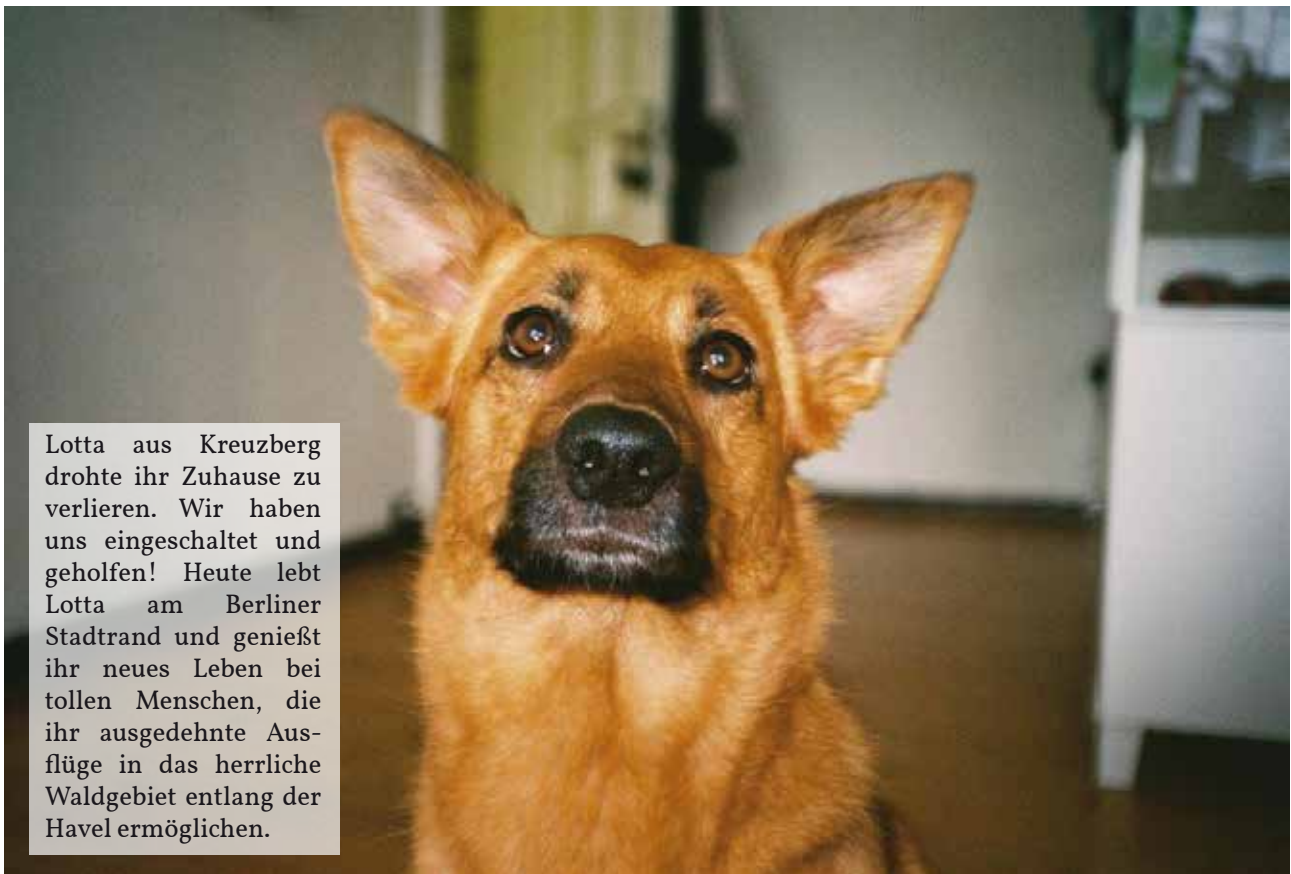 Lotta aus Kreuzberg
drohte ihr Zuhause zu
verlieren. Wir haben
uns eingeschaltet und
geholfen! Heute lebt
Lotta am Berliner
Stadtrand und genießt
ihr neues Leben bei
tollen Menschen, die
ihr ausgedehnte Aus-
flüge in das herrliche
Waldgebiet entlang der
Havel ermöglichen.